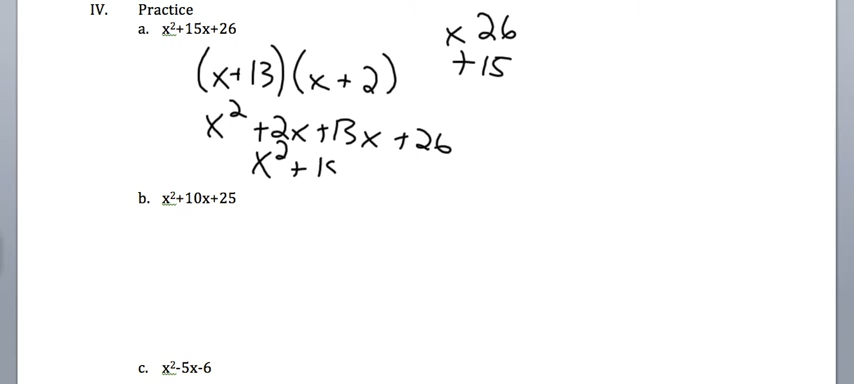 IV. Practice
a. x²+15x+26
x 26
+15
(x+13)(x+2)
x² +2x+13x +26
x²+15
b. x²+10x+25
c. x²-5x-6